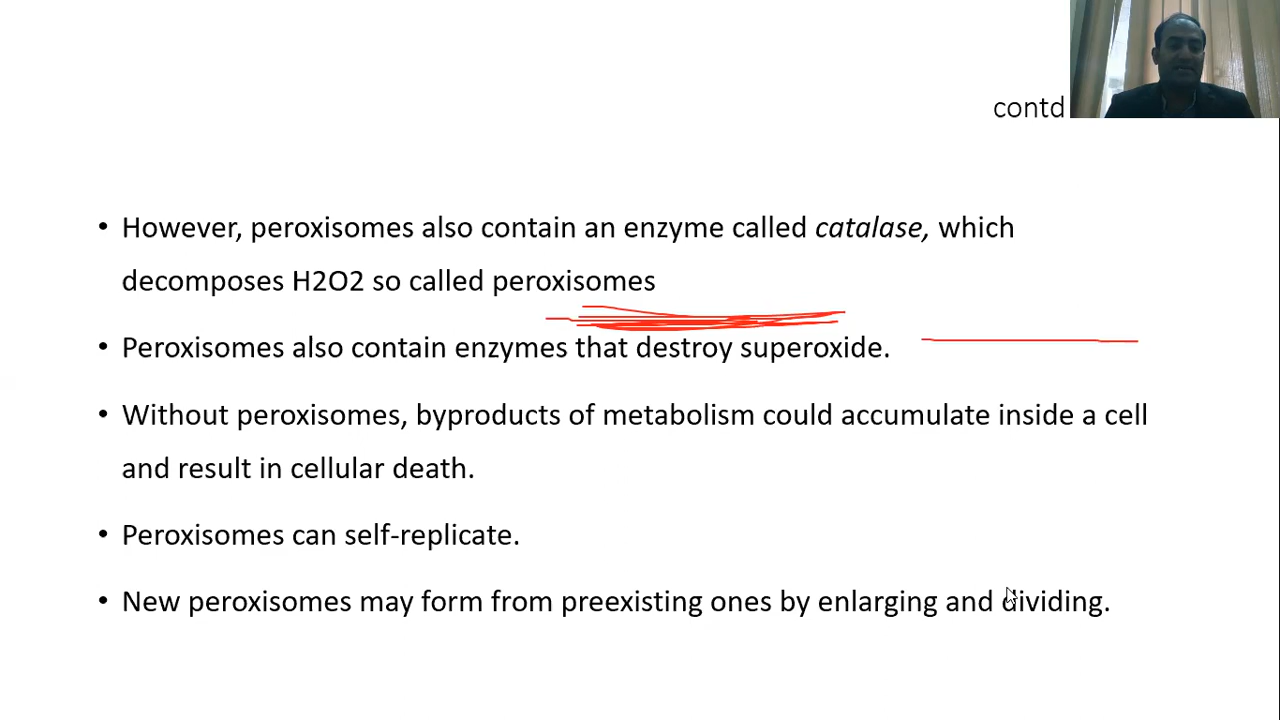 contd
• However, peroxisomes also contain an enzyme called catalase, which
decomposes H2O2 so called peroxisomes
• Peroxisomes also contain enzymes that destroy superoxide.
• Without peroxisomes, byproducts of metabolism could accumulate inside a cell
and result in cellular death.
• Peroxisomes can self-replicate.
• New peroxisomes may form from preexisting ones by enlarging and dividing.